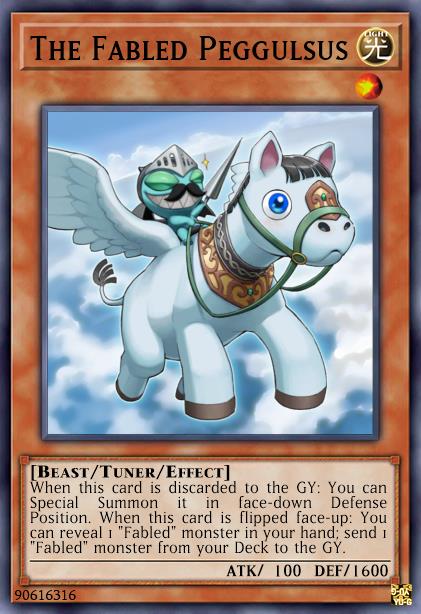 The Fabled Peggulsus
LIGHT
光
[Beast/Tuner/Effect]
When this card is discarded to the GY: You can
Special Summon it in face-down Defense
Position. When this card is flipped face-up: You
can reveal 1 "Fabled" monster in your hand; send 1
"Fabled" monster from your Deck to the GY.
ATK/ 100 DEF/1600
90616316